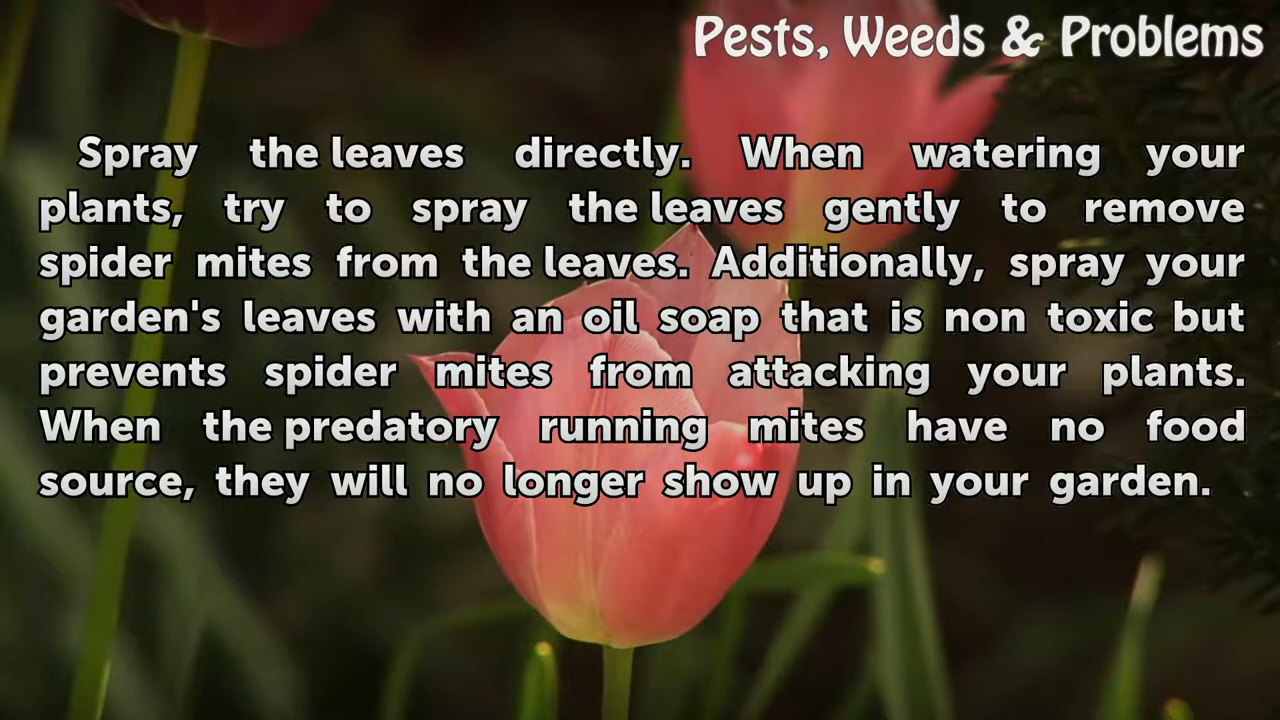 Pests, Weeds & Problems
Spray the leaves directly. When watering your
plants, try to spray the leaves gently to remove
spider mites from the leaves. Additionally, spray your
garden's leaves with an oil soap that is non toxic but
prevents spider mites from attacking your plants.
When the predatory running mites have no food
source, they will no longer show up in your garden.